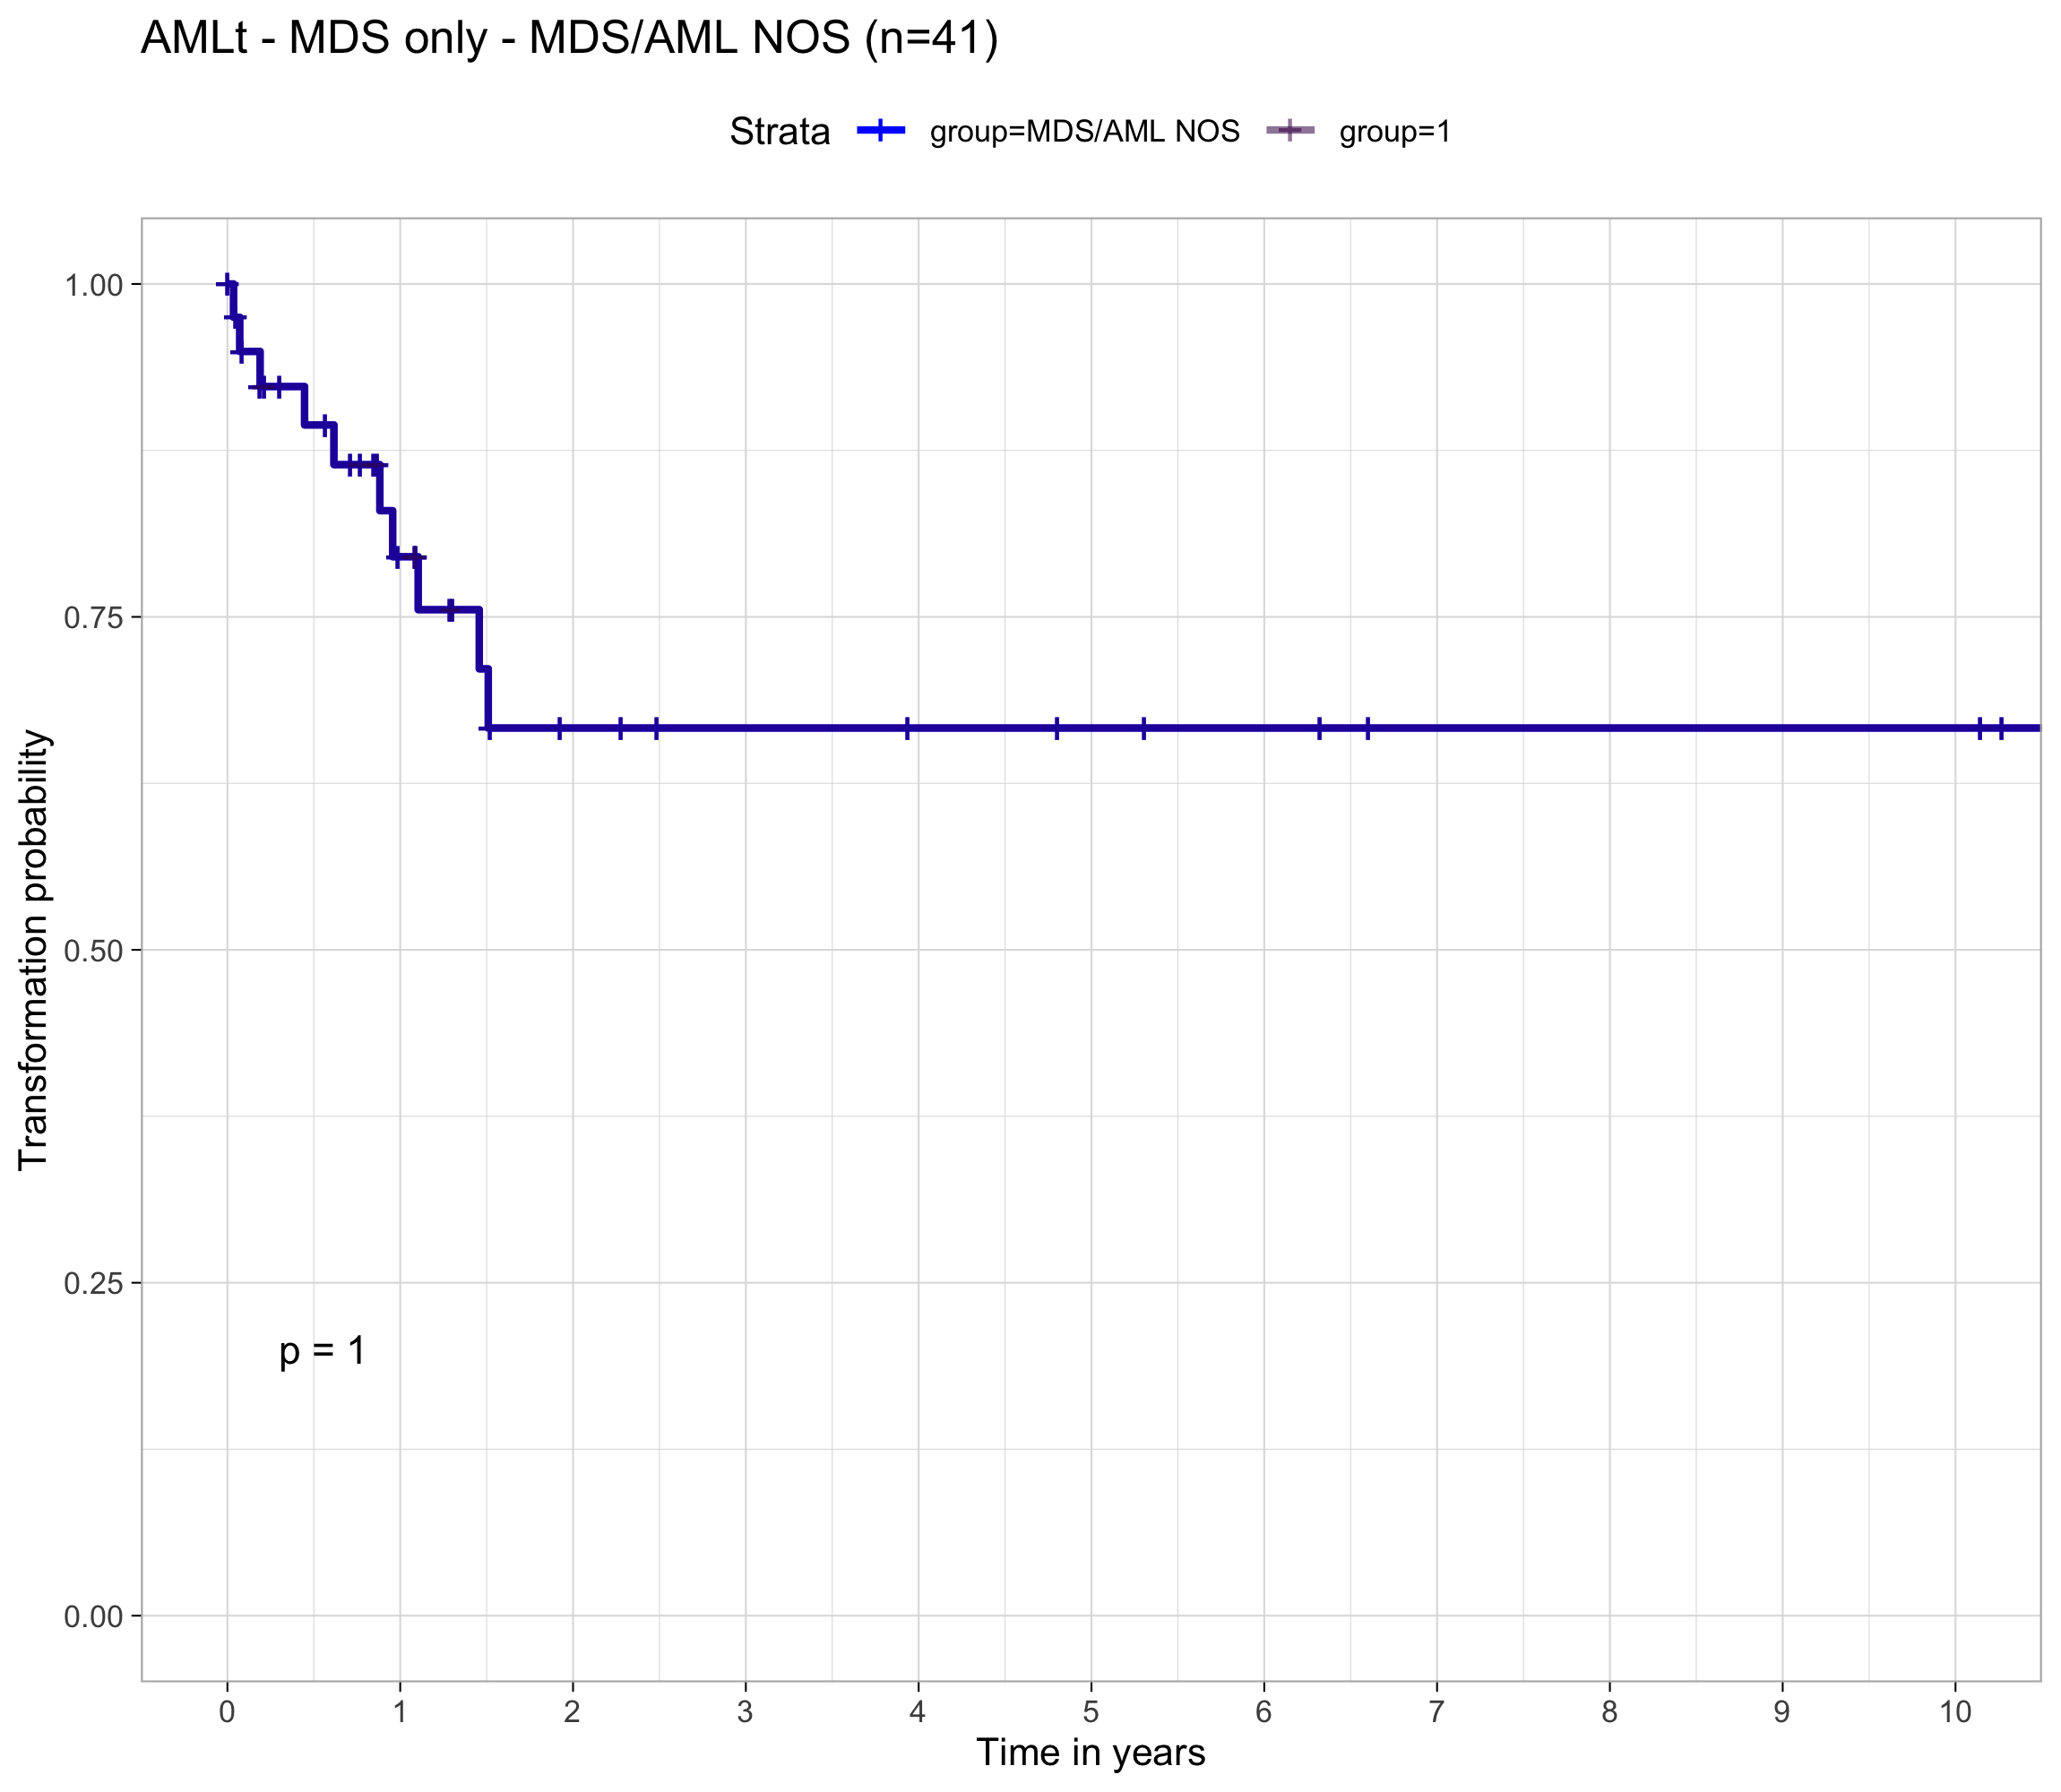 AMLt - MDS only - MDS/AML NOS (n=41)
Strata group=MDS/AML NOS group=1
Transformation probability
1.00
0.75
0.50
0.25
0.00
p = 1
0 1 2 3 4 5 6 7 8 9 10
Time in years